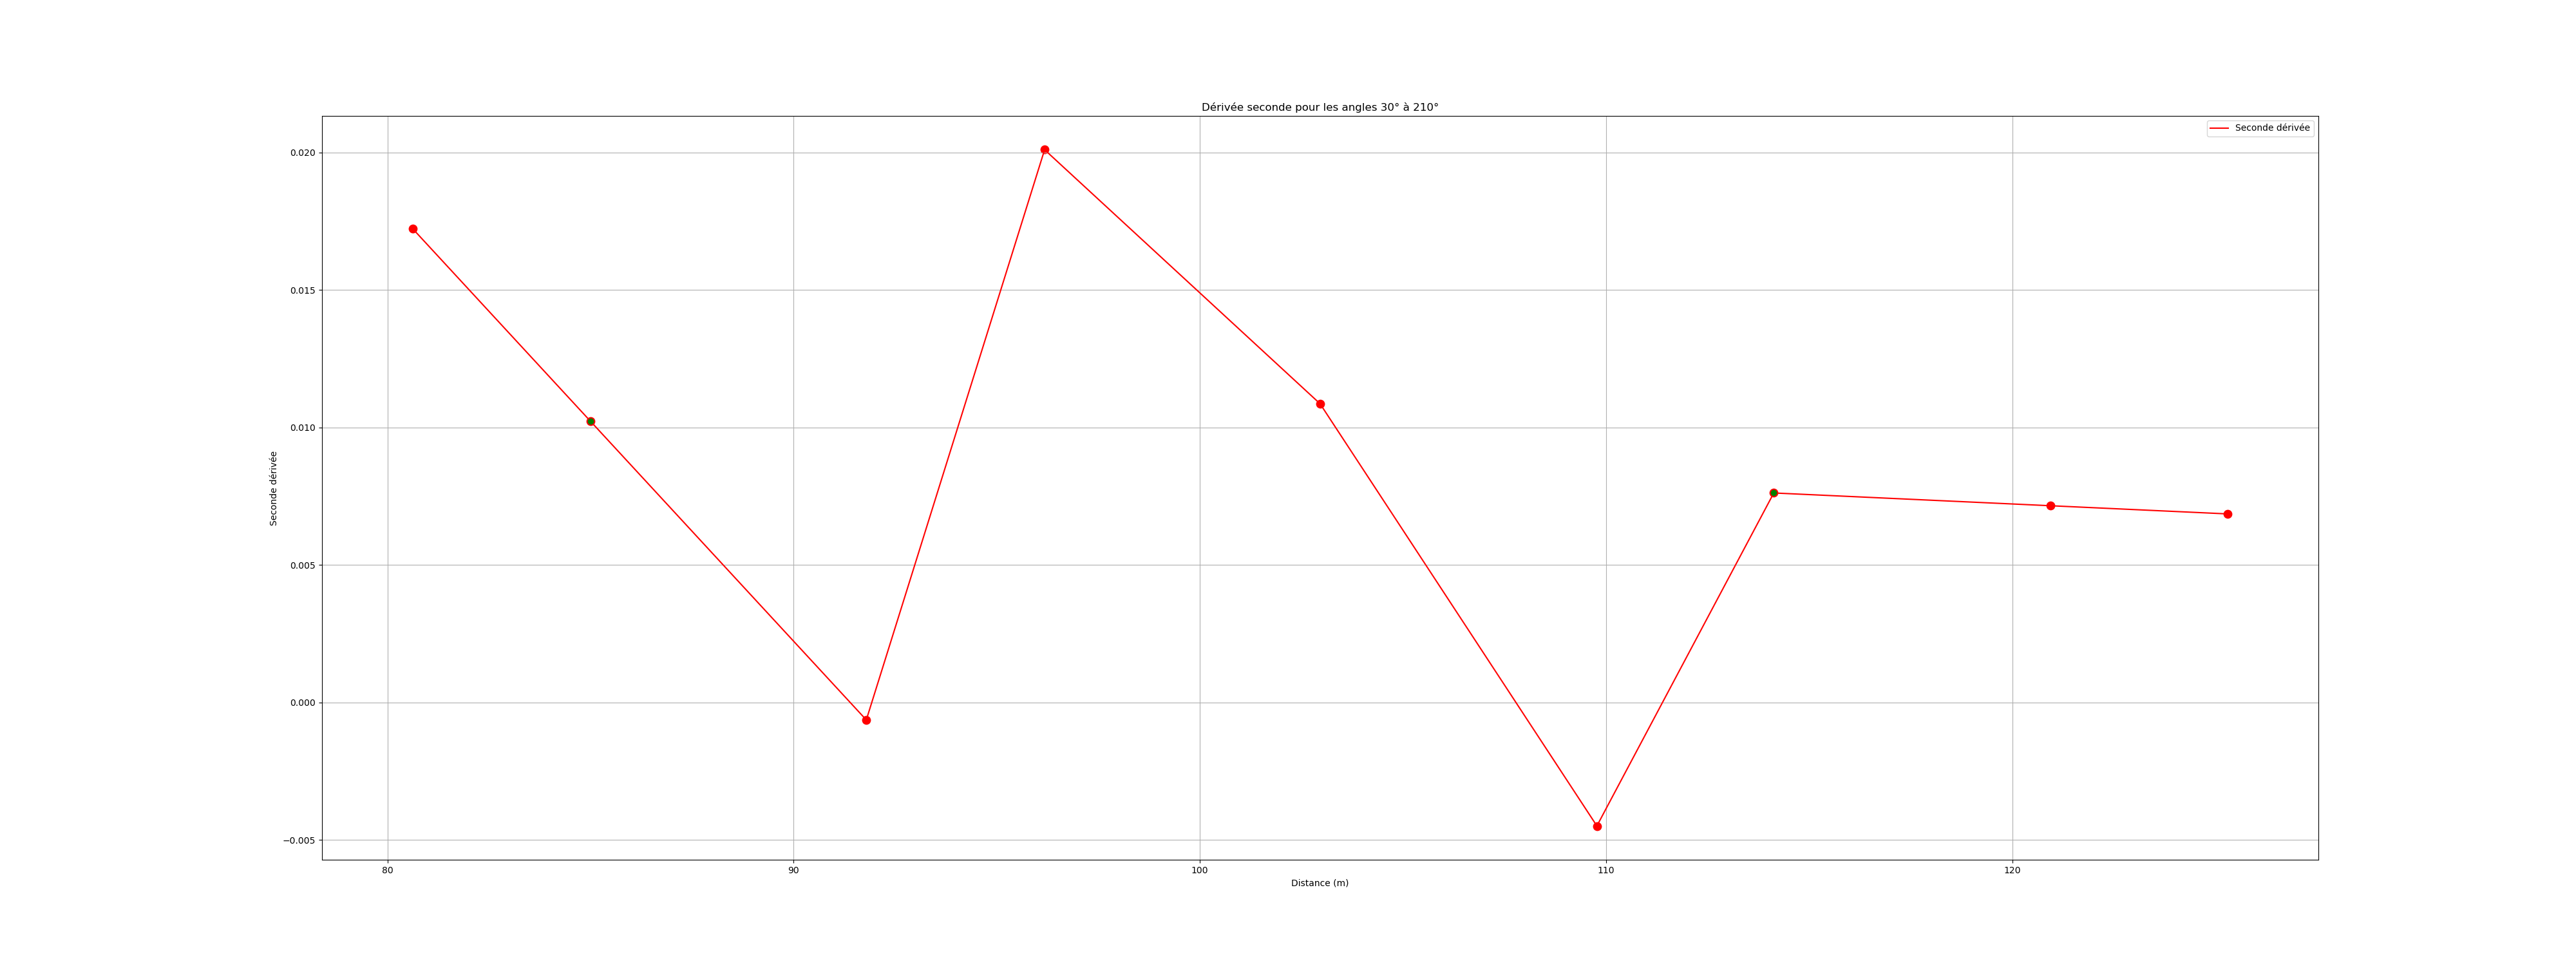 Dérivée seconde pour les angles 30° à 210°
Seconde dérivée
0.020
0.015
0.010
0.005
0.000
−0.005
Seconde dérivée
80
90
100
110
120
Distance (m)